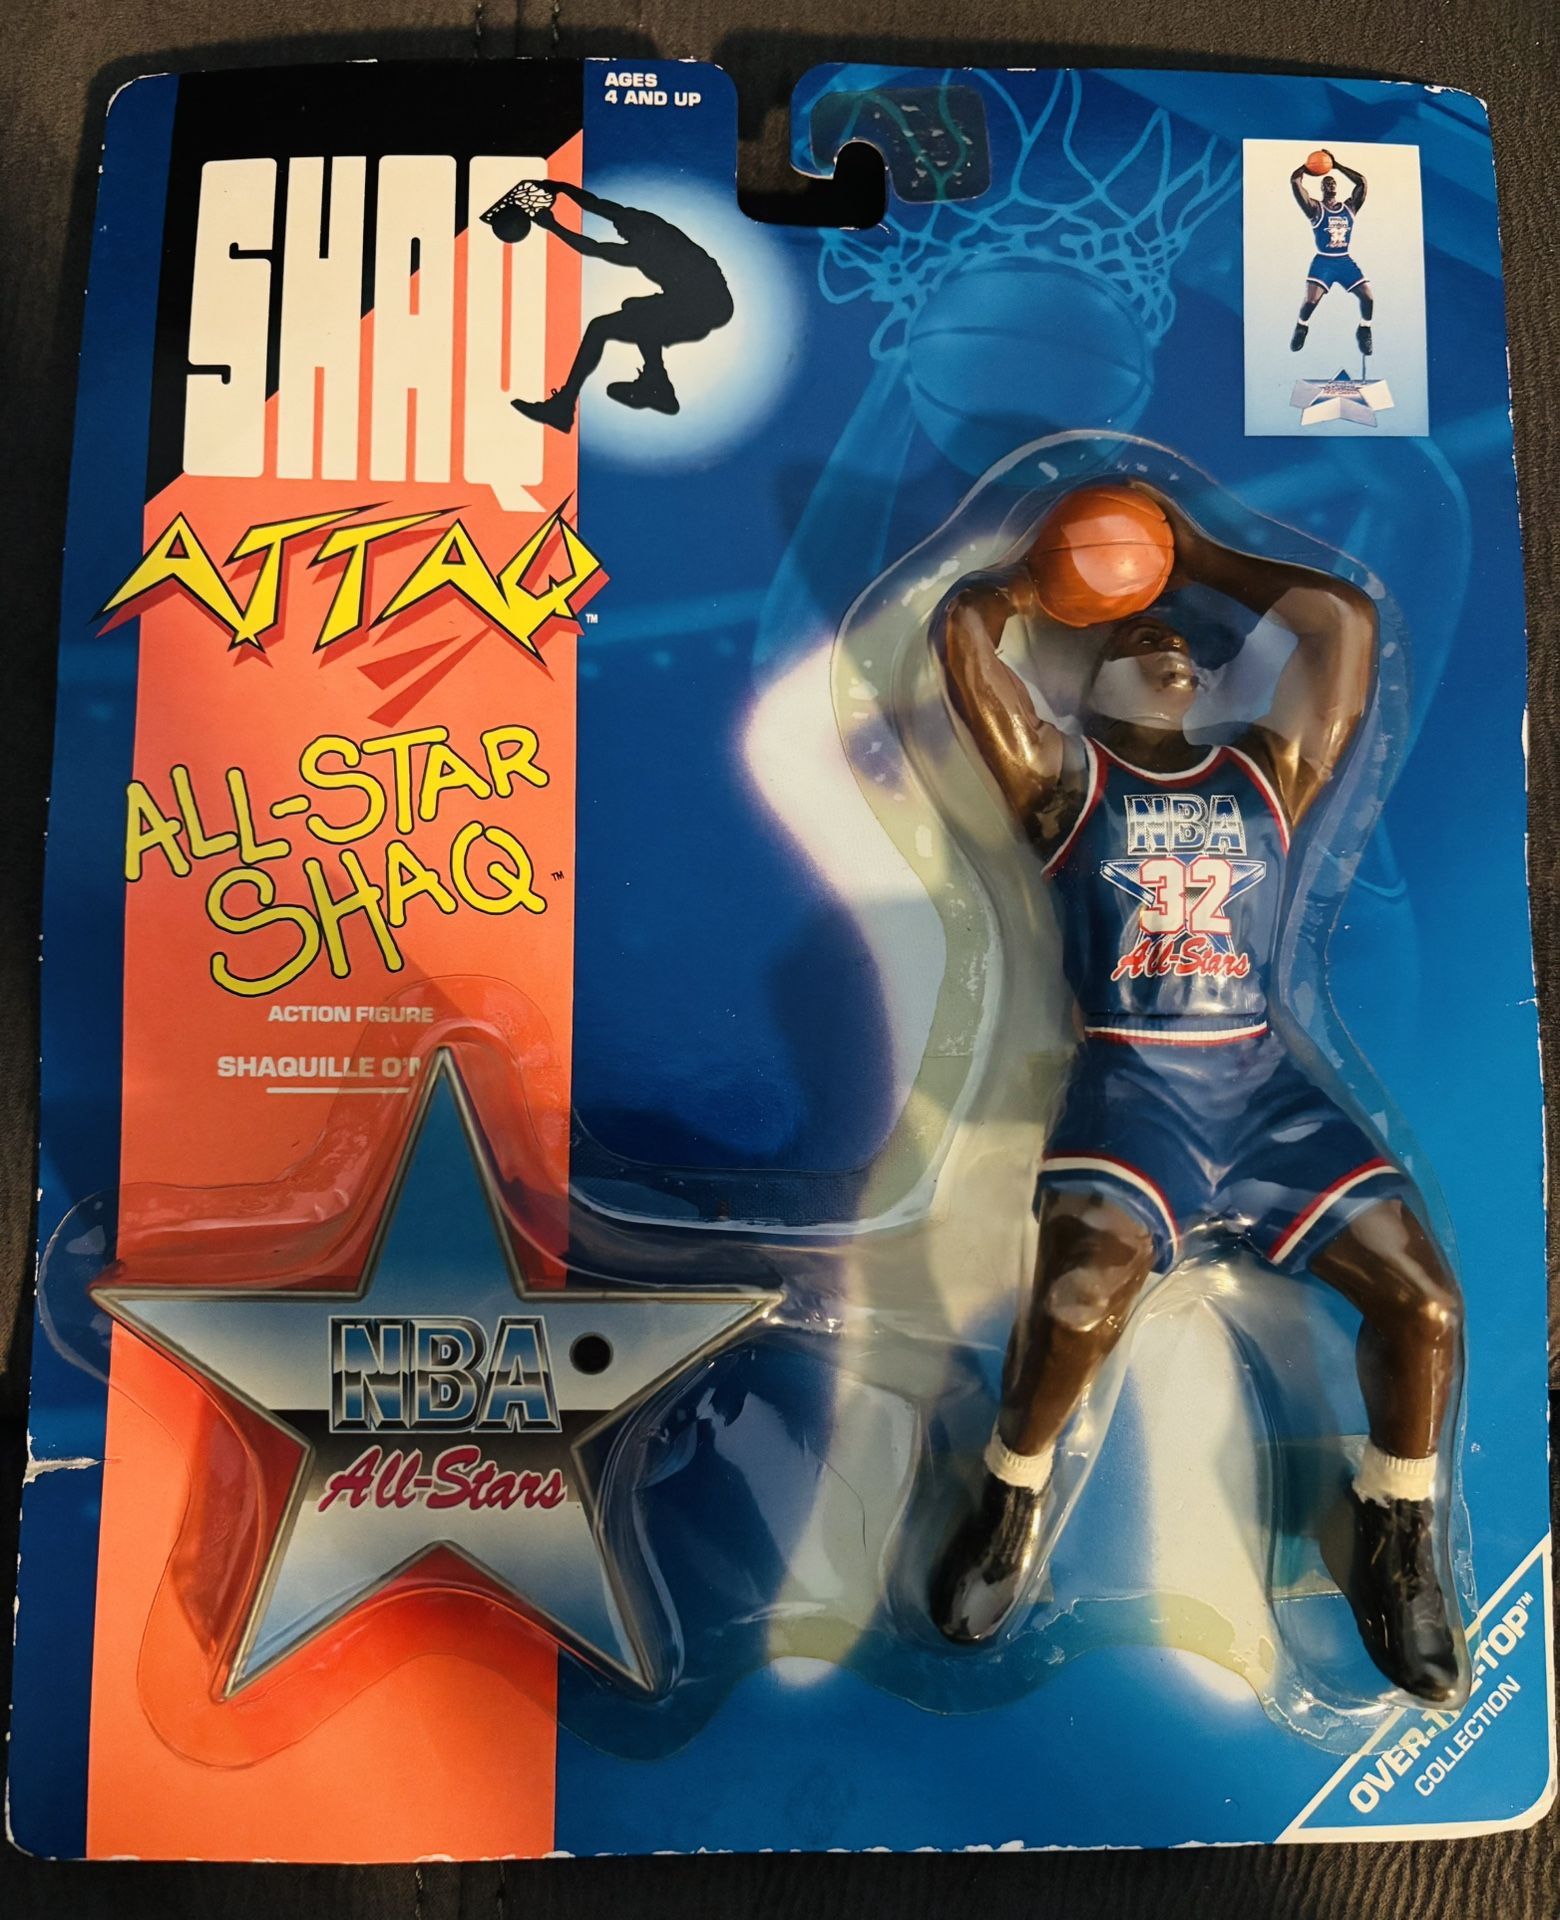 AGES
4 AND UP
SHAQ
ATTAQ™
ALL-STAR
SHAQ™
ACTION FIGURE
SHAQUILLE
NBA
32
All-Stars
NBA
All-Stars
COLLECTION